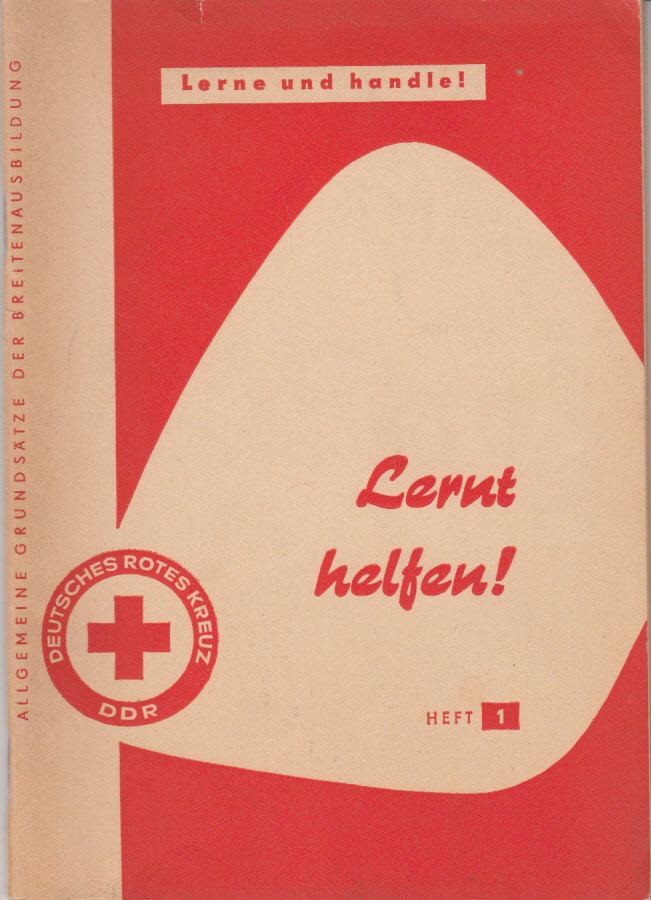 Lerne und handle!
ALLGEMEINE GRUNDSÄTZE DER BREITENAUSBILDUNG
Lernt
helfen!
DEUTSCHES ROTES KREUZ
DDR
HEFT 1